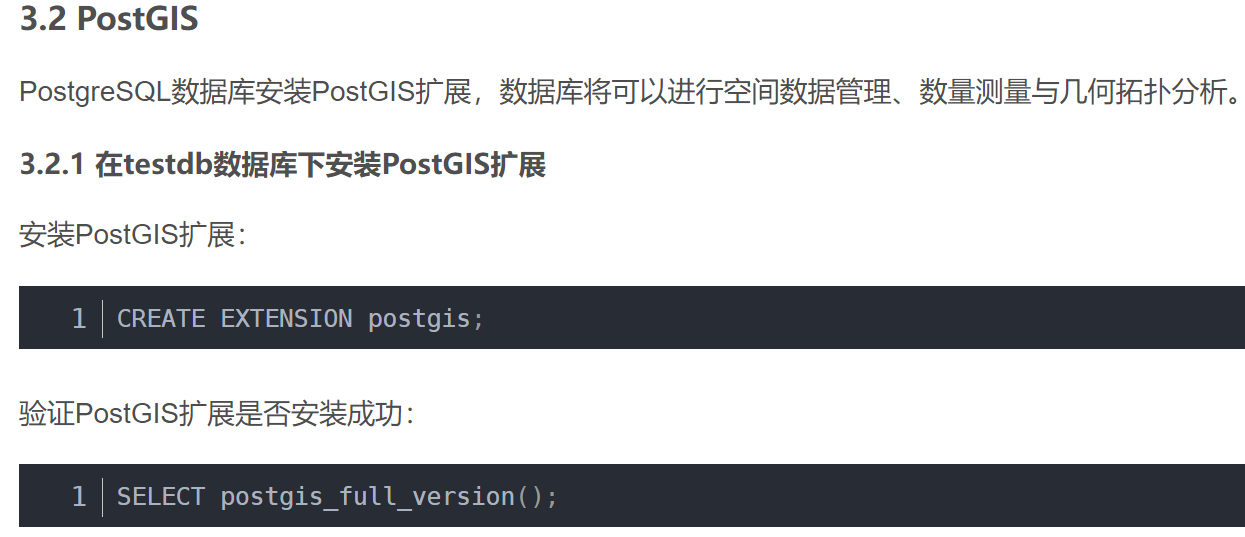 3.2 PostGIS
PostgreSQL数据库安装PostGIS扩展，数据库将可以进行空间数据管理、数量测量与几何拓扑分析。
3.2.1 在testdb数据库下安装PostGIS扩展
安装PostGIS扩展：
1 CREATE EXTENSION postgis;
验证PostGIS扩展是否安装成功：
1 SELECT postgis_full_version();